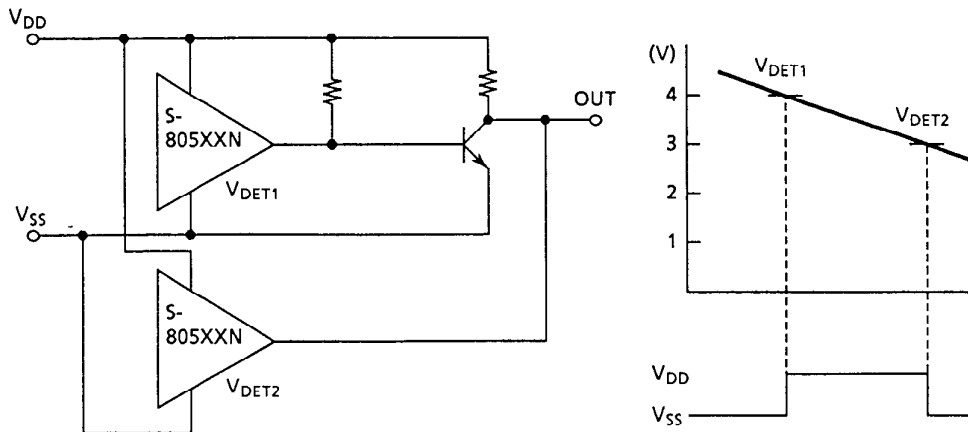 VDD
S-
805XXN
VDET1
VSS
OUT
S-
805XXN
VDET2
(V)
4
3
2
1
VDET1
VDET2
VDD
VSS